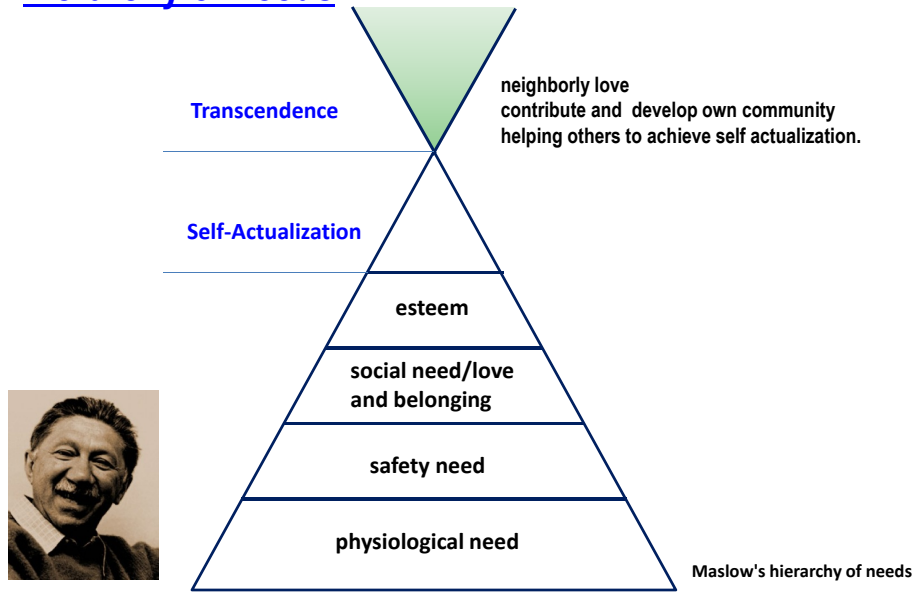 Transcendence
neighborly love
contribute and develop own community
helping others to achieve self actualization.
Self-Actualization
esteem
social need/love
and belonging
safety need
physiological need
Maslow's hierarchy of needs